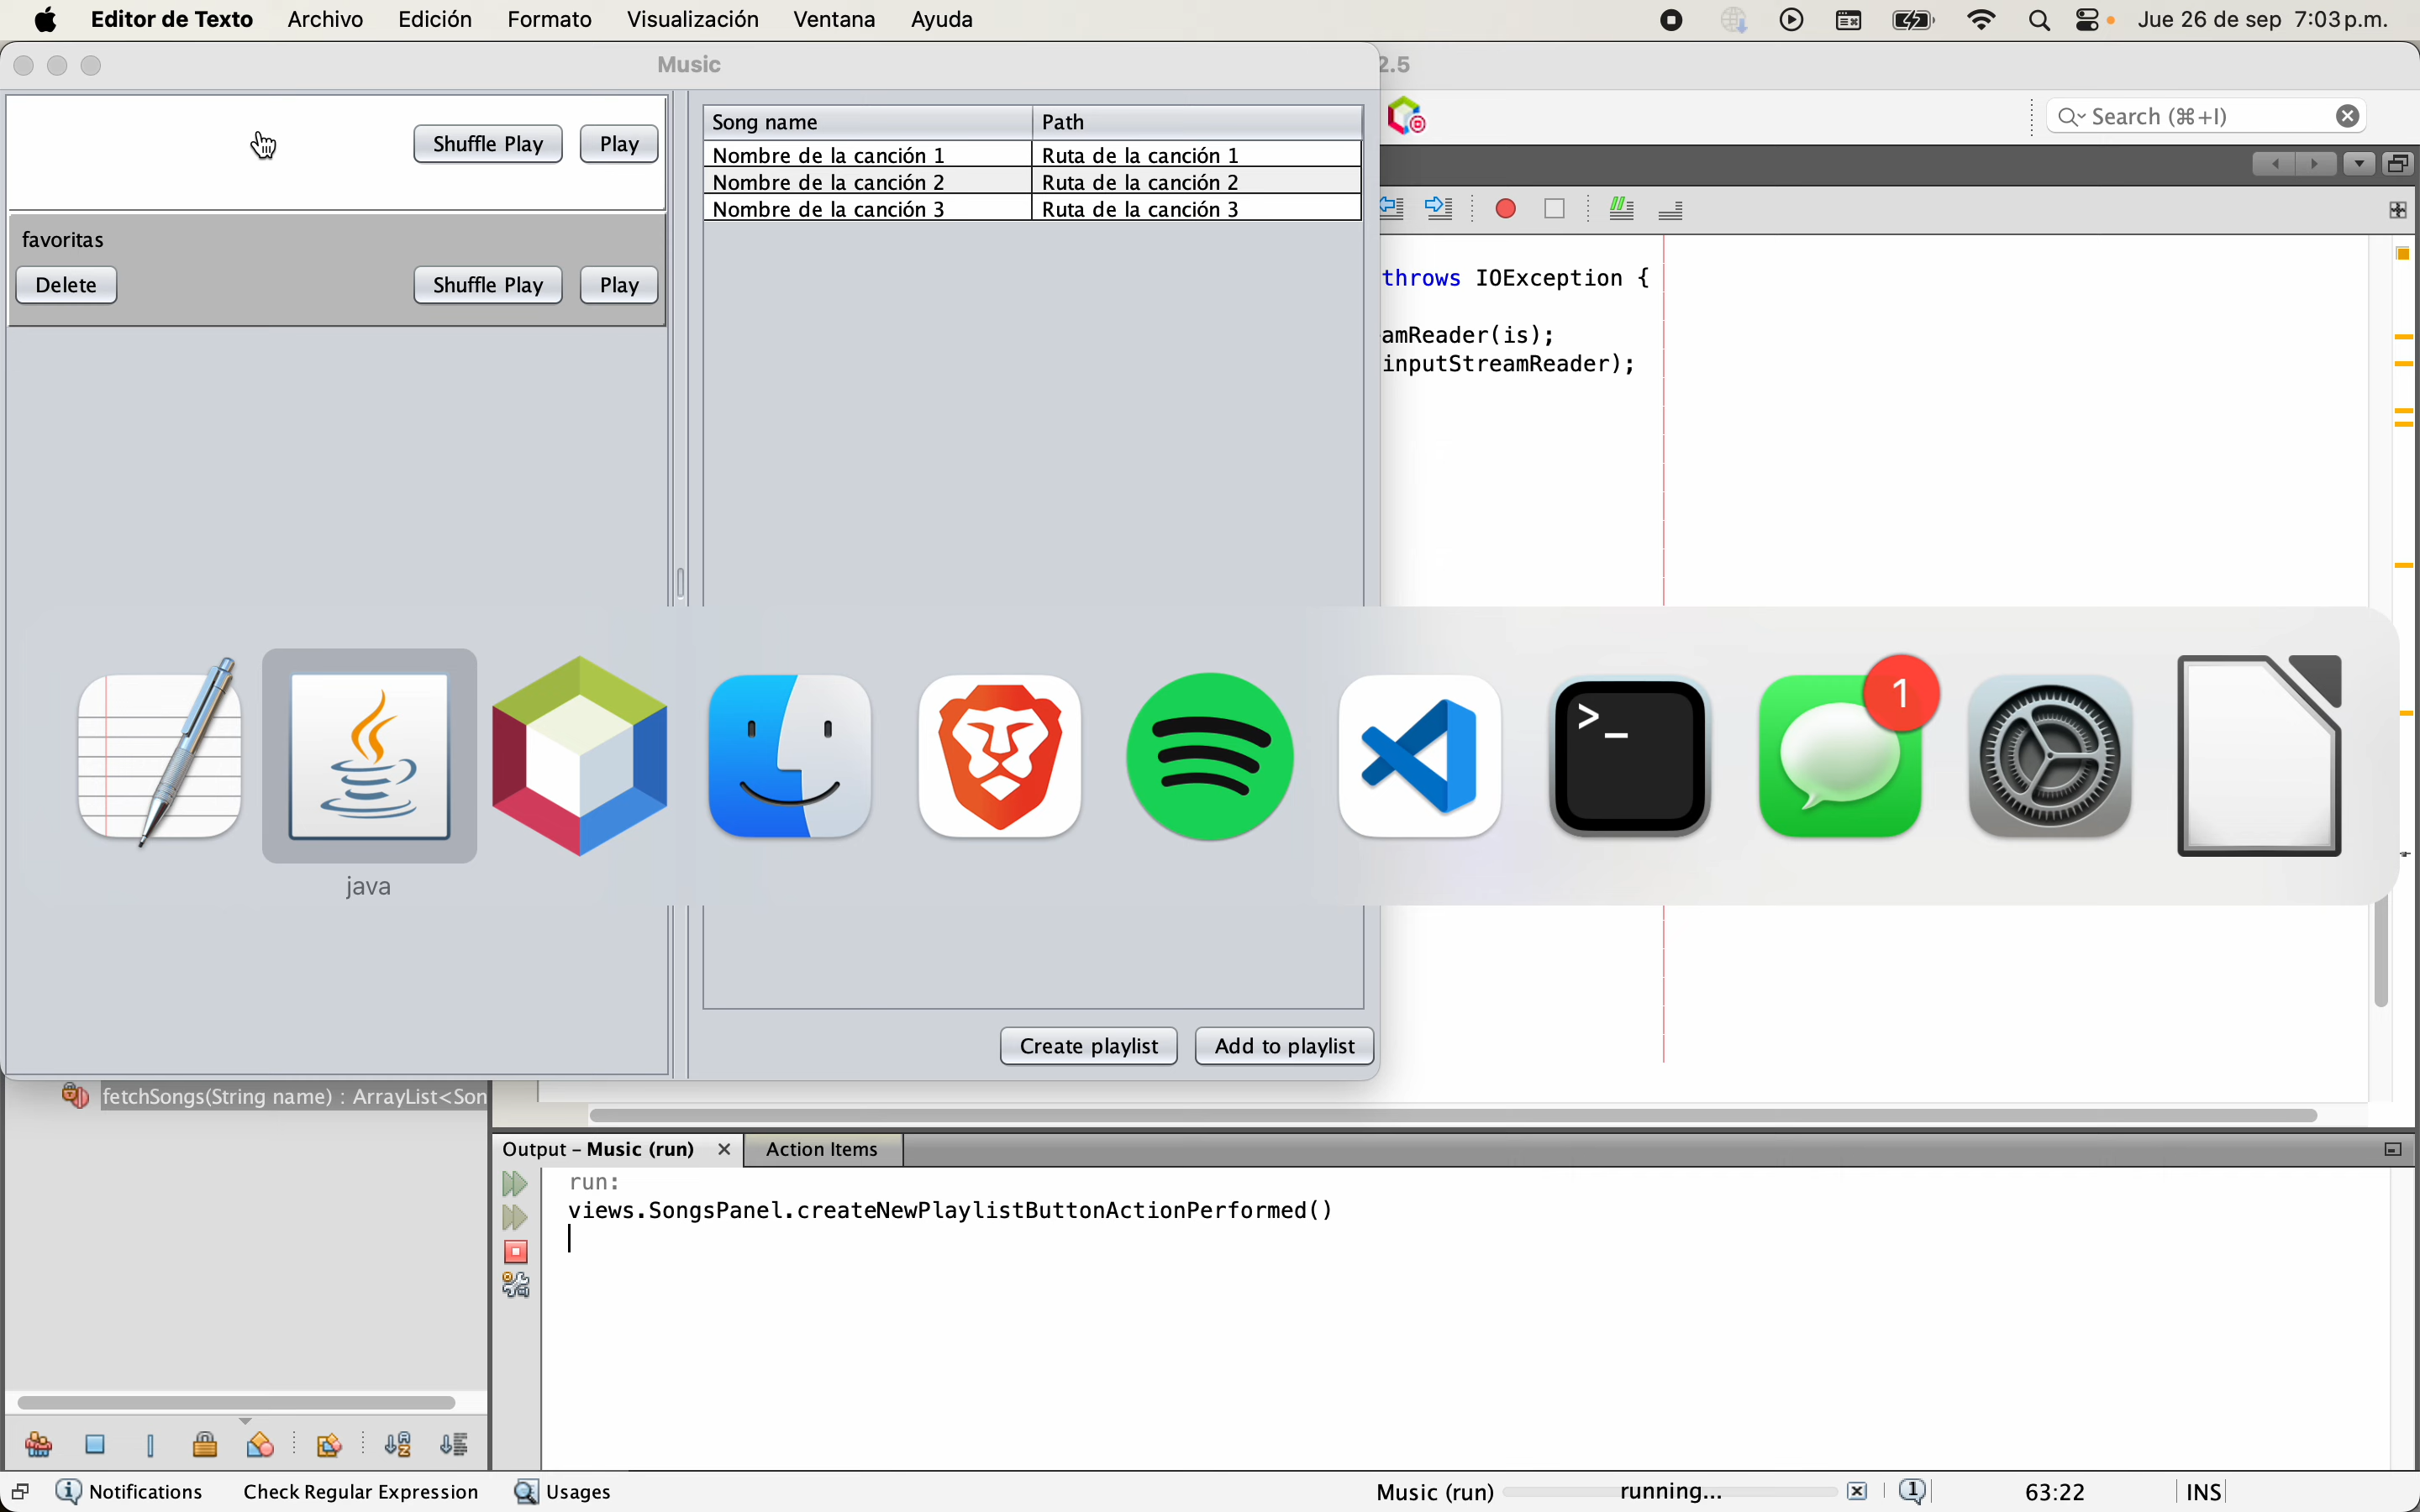 Editor de Texto Archivo Edición Formato Visualización Ventana Ayuda Jue 26 de sep 7:03 p.m.
Music
2.5
Search (⌘+I)
Shuffle Play Play
Song name Path
Nombre de la canción 1 Ruta de la canción 1
Nombre de la canción 2 Ruta de la canción 2
Nombre de la canción 3 Ruta de la canción 3
favoritas
Delete Shuffle Play Play
throws IOException {
amReader(is);
inputStreamReader);
>_
1
java
Create playlist Add to playlist
fetchSongs(String name) : ArrayList<Son
Output - Music (run) Action Items
run:
views.SongsPanel.createNewPlaylistButtonActionPerformed()
Notifications Check Regular Expression Usages Music (run) running... 1 63:22 INS